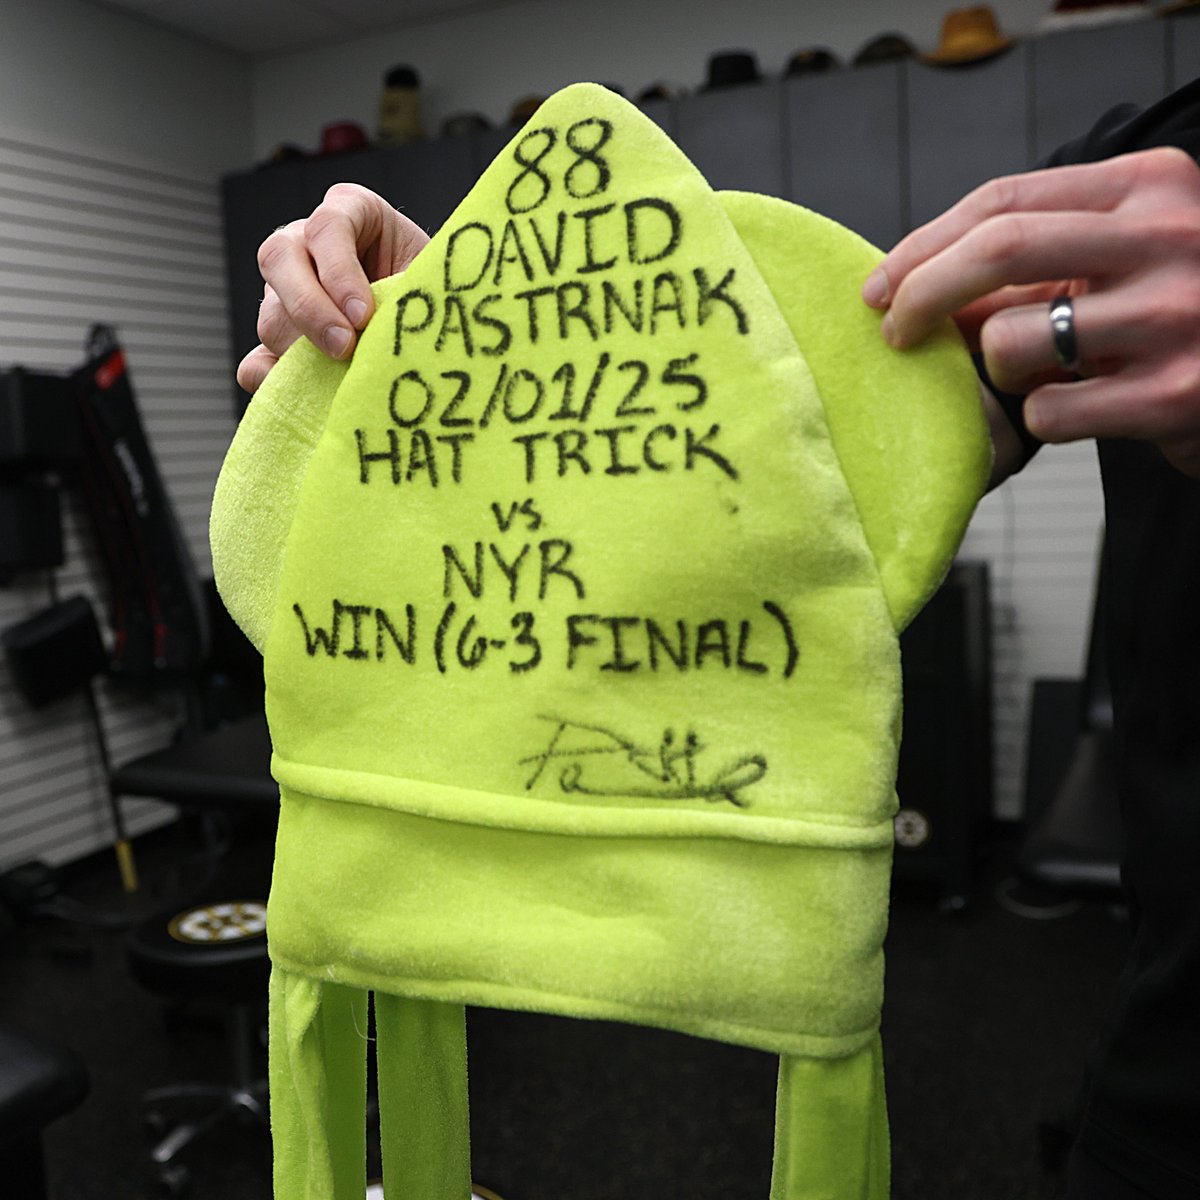 88
DAVID
PASTRNAK
02/01/25
HAT TRICK
vs
NYR
WIN (6-3 FINAL)